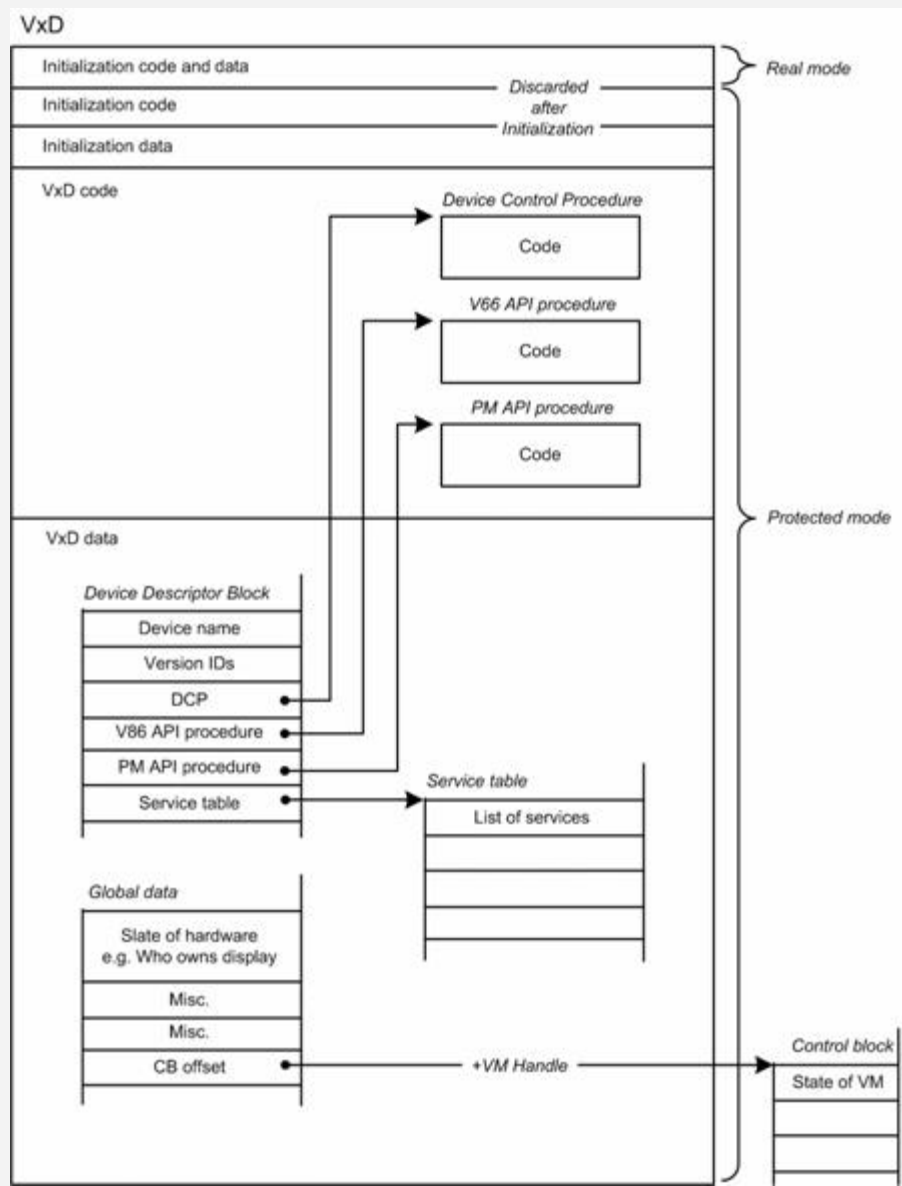 VxD
Initialization code and data
Real mode
Discarded
after
Initialization
Initialization code
Initialization data
VxD code
Device Control Procedure
Code
V66 API procedure
Code
PM API procedure
Code
Protected mode
VxD data
Device Descriptor Block
Device name
Version IDs
DCP
V86 API procedure
PM API procedure
Service table
Service table
List of services
Global data
Slate of hardware
e.g. Who owns display
Misc.
Misc.
CB offset
+VM Handle
Control block
State of VM